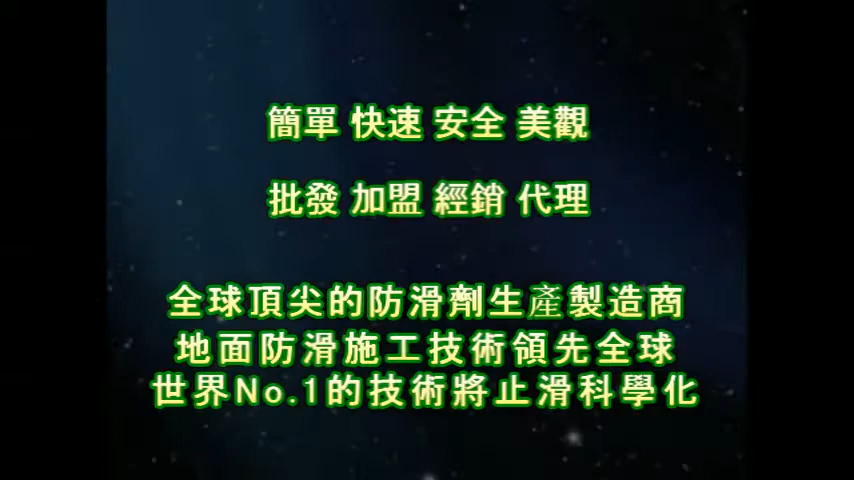 簡單 快速 安全 美觀
批發 加盟 經銷 代理
全球頂尖的防滑劑生產製造商
地面防滑施工技術領先全球
世界No.1的技術將止滑科學化